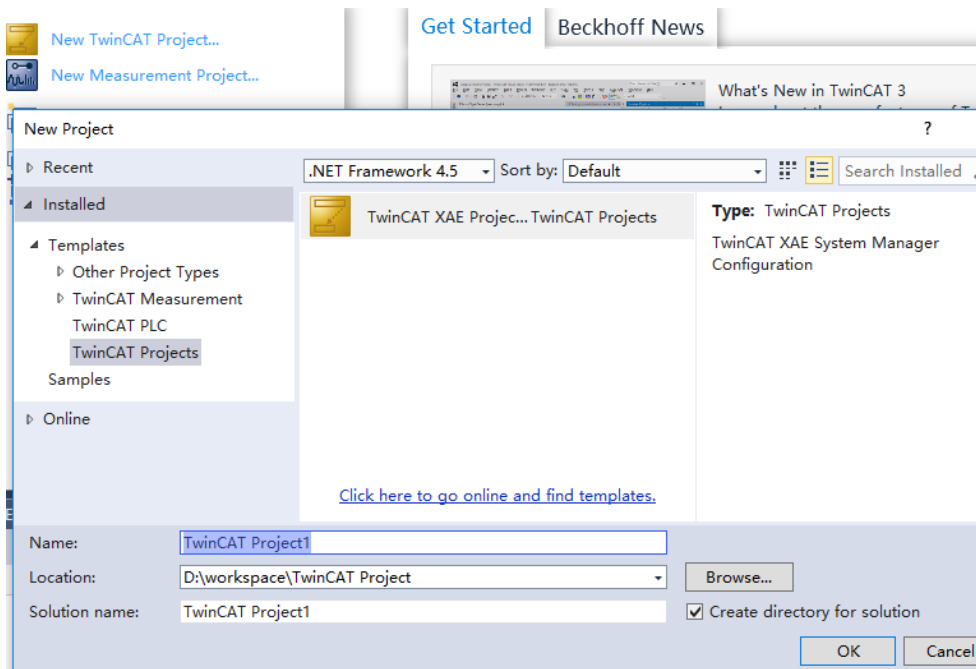 New TwinCAT Project...
New Measurement Project...
Get Started
Beckhoff News
What's New in TwinCAT 3
New Project
?
Recent
.NET Framework 4.5
Sort by:
Default
Search Installed
Installed
Templates
Other Project Types
TwinCAT Measurement
TwinCAT PLC
TwinCAT Projects
Samples
Online
TwinCAT XAE Projec... TwinCAT Projects
Type: TwinCAT Projects
TwinCAT XAE System Manager
Configuration
Click here to go online and find templates.
Name:
TwinCAT Project1
Location:
D:\workspace\TwinCAT Project
Browse...
Solution name:
TwinCAT Project1
Create directory for solution
OK
Cancel